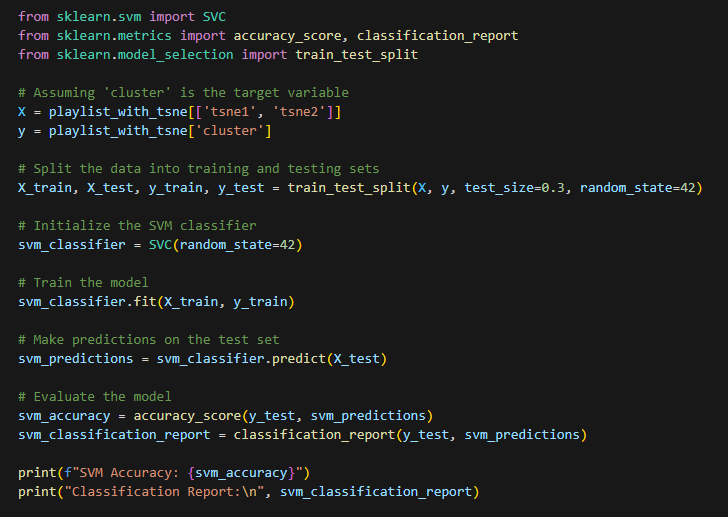 from sklearn.svm import SVC
from sklearn.metrics import accuracy_score, classification_report
from sklearn.model_selection import train_test_split
# Assuming 'cluster' is the target variable
X = playlist_with_tsne[['tsne1', 'tsne2']]
y = playlist_with_tsne['cluster']
# Split the data into training and testing sets
X_train, X_test, y_train, y_test = train_test_split(X, y, test_size=0.3, random_state=42)
# Initialize the SVM classifier
svm_classifier = SVC(random_state=42)
# Train the model
svm_classifier.fit(X_train, y_train)
# Make predictions on the test set
svm_predictions = svm_classifier.predict(X_test)
# Evaluate the model
svm_accuracy = accuracy_score(y_test, svm_predictions)
svm_classification_report = classification_report(y_test, svm_predictions)
print(f"SVM Accuracy: {svm_accuracy}")
print("Classification Report:\n", svm_classification_report)